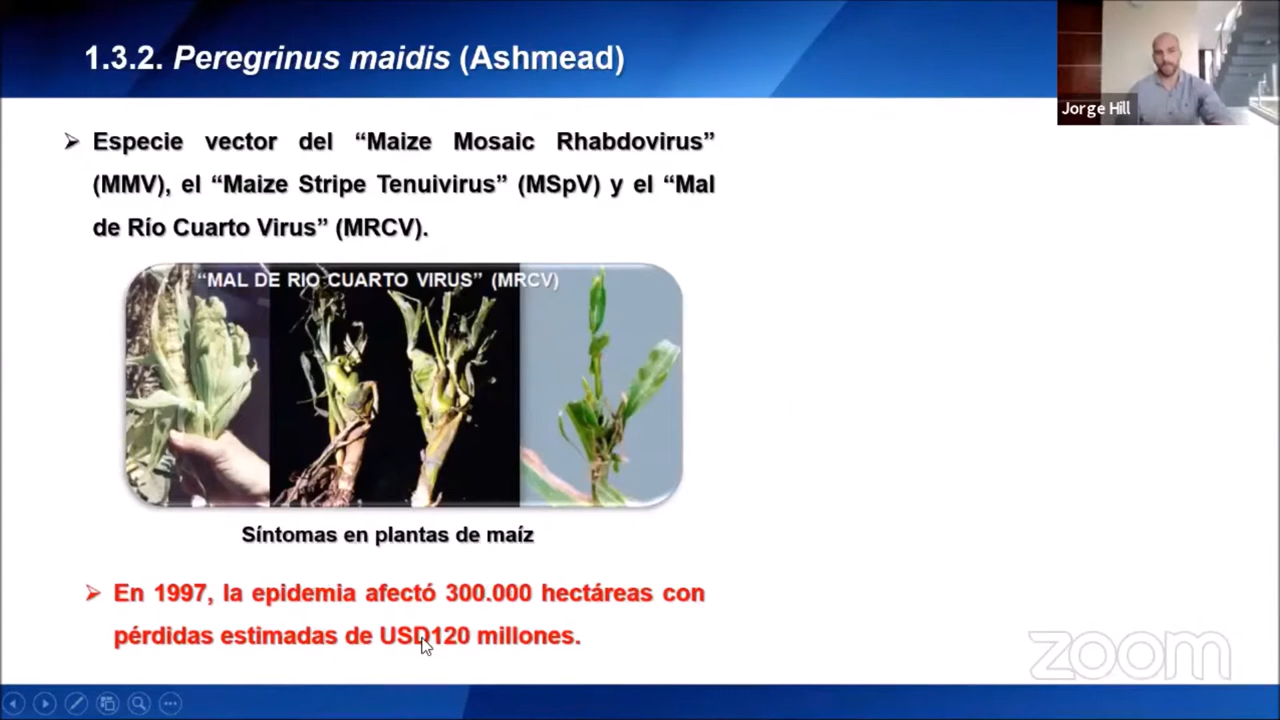 1.3.2. Peregrinus maidis (Ashmead)
Jorge Hill
➢ Especie vector del “Maize Mosaic Rhabdovirus”
(MMV), el “Maize Stripe Tenuivirus” (MSpV) y el “Mal
de Río Cuarto Virus” (MRCV).
“MAL DE RIO CUARTO VIRUS” (MRCV)
Síntomas en plantas de maíz
➢ En 1997, la epidemia afectó 300.000 hectáreas con
pérdidas estimadas de USD120 millones.
zoom